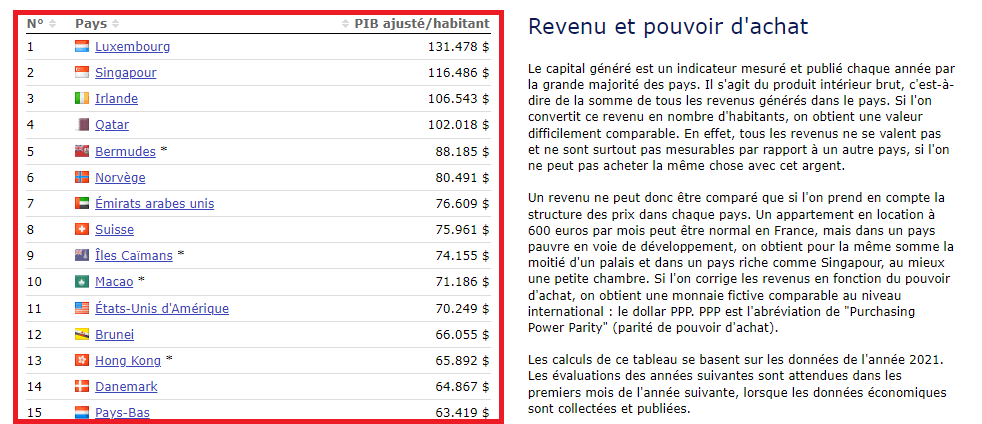 N° Pays PIB ajusté/habitant
1 Luxembourg 131.478 $
2 Singapour 116.486 $
3 Irlande 106.543 $
4 Qatar 102.018 $
5 Bermudes * 88.185 $
6 Norvège 80.491 $
7 Émirats arabes unis 76.609 $
8 Suisse 75.961 $
9 Îles Caïmans * 74.155 $
10 Macao * 71.186 $
11 États-Unis d'Amérique 70.249 $
12 Brunei 66.055 $
13 Hong Kong * 65.892 $
14 Danemark 64.867 $
15 Pays-Bas 63.419 $
Revenu et pouvoir d'achat
Le capital généré est un indicateur mesuré et publié chaque année par
la grande majorité des pays. Il s'agit du produit intérieur brut, c'est-à-
dire de la somme de tous les revenus générés dans le pays. Si l'on
convertit ce revenu en nombre d'habitants, on obtient une valeur
difficilement comparable. En effet, tous les revenus ne se valent pas
et ne sont surtout pas mesurables par rapport à un autre pays, si l'on
ne peut pas acheter la même chose avec cet argent.
Un revenu ne peut donc être comparé que si l'on prend en compte la
structure des prix dans chaque pays. Un appartement en location à
600 euros par mois peut être normal en France, mais dans un pays
pauvre en voie de développement, on obtient pour la même somme la
moitié d'un palais et dans un pays riche comme Singapour, au mieux
une petite chambre. Si l'on corrige les revenus en fonction du pouvoir
d'achat, on obtient une monnaie fictive comparable au niveau
international : le dollar PPP. PPP est l'abréviation de "Purchasing
Power Parity" (parité de pouvoir d'achat).
Les calculs de ce tableau se basent sur les données de l'année 2021.
Les évaluations des années suivantes sont attendues dans les
premiers mois de l'année suivante, lorsque les données économiques
sont collectées et publiées.